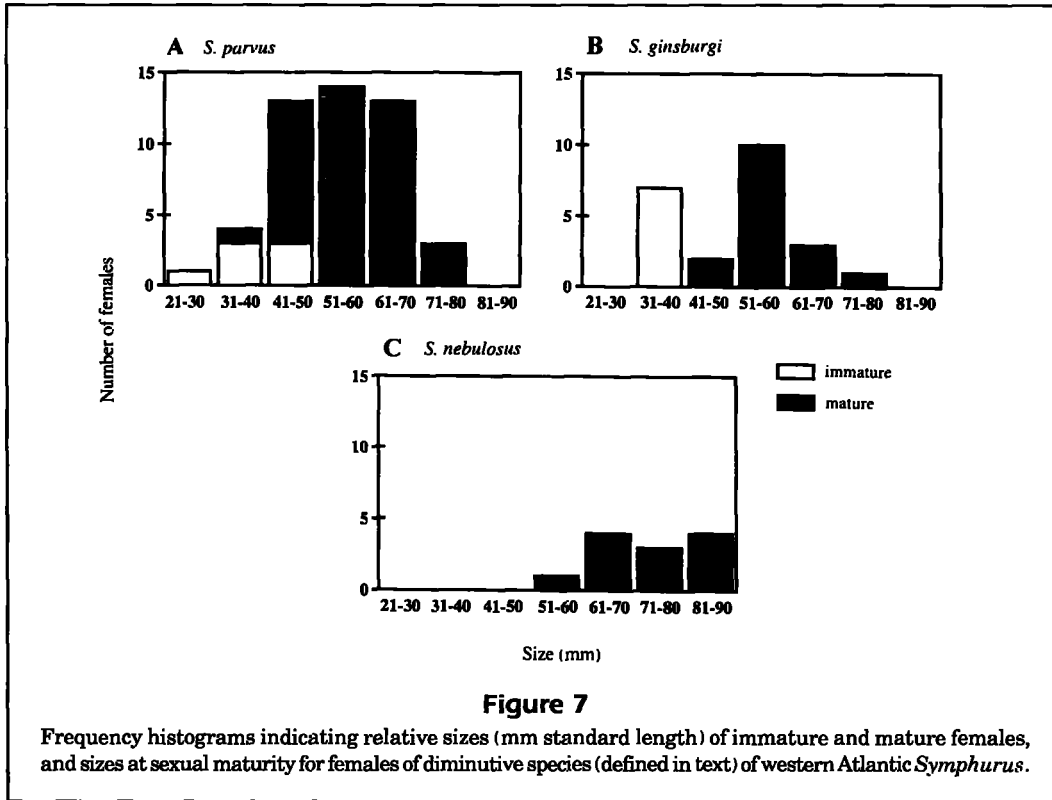 A S. parvus
15
10
5
0
21-30 31-40 41-50 51-60 61-70 71-80 81-90
B S. ginsburgi
15
10
5
0
21-30 31-40 41-50 51-60 61-70 71-80 81-90
Number of females
C S. nebulosus
15
10
5
0
21-30 31-40 41-50 51-60 61-70 71-80 81-90
immature
mature
Size (mm)
Figure 7
Frequency histograms indicating relative sizes (mm standard length) of immature and mature females,
and sizes at sexual maturity for females of diminutive species (defined in text) of western Atlantic Symphurus.